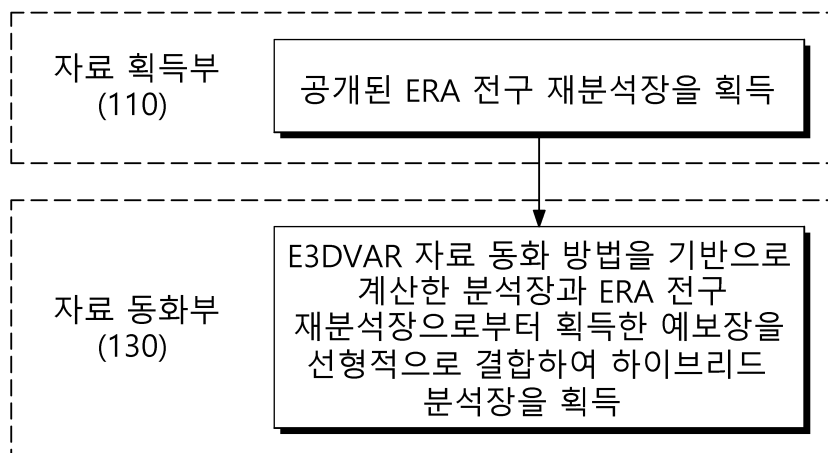 자료 획득부
(110)
공개된 ERA 전구 재분석장을 획득
자료 동화부
(130)
E3DVAR 자료 동화 방법을 기반으로
계산한 분석장과 ERA 전구
재분석장으로부터 획득한 예보장을
선형적으로 결합하여 하이브리드
분석장을 획득